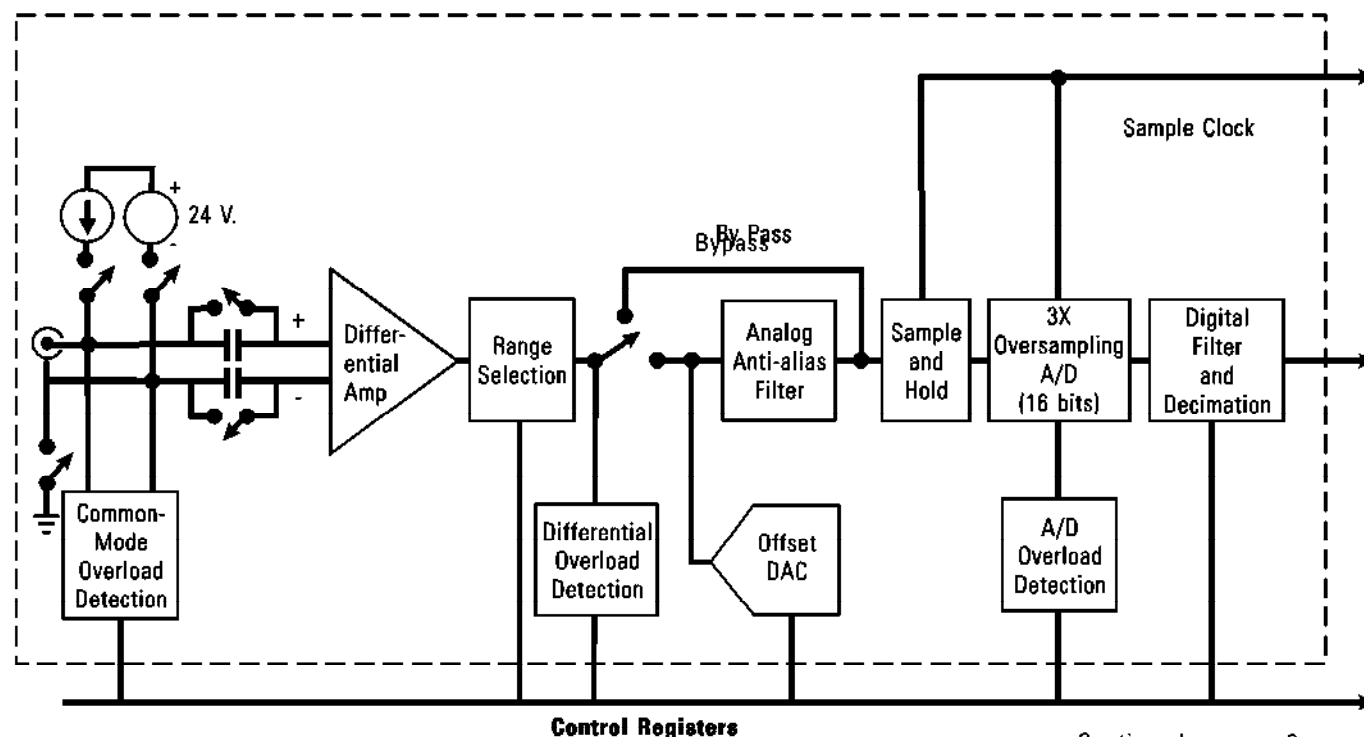 Sample Clock
+
24 V.
-
By Pass
Bypass
+
Differ-
ential
Amp
-
Range
Selection
Analog
Anti-alias
Filter
Sample
and
Hold
3X
Oversampling
A/D
(16 bits)
Digital
Filter
and
Decimation
Common-
Mode
Overload
Detection
Differential
Overload
Detection
Offset
DAC
A/D
Overload
Detection
Control Registers